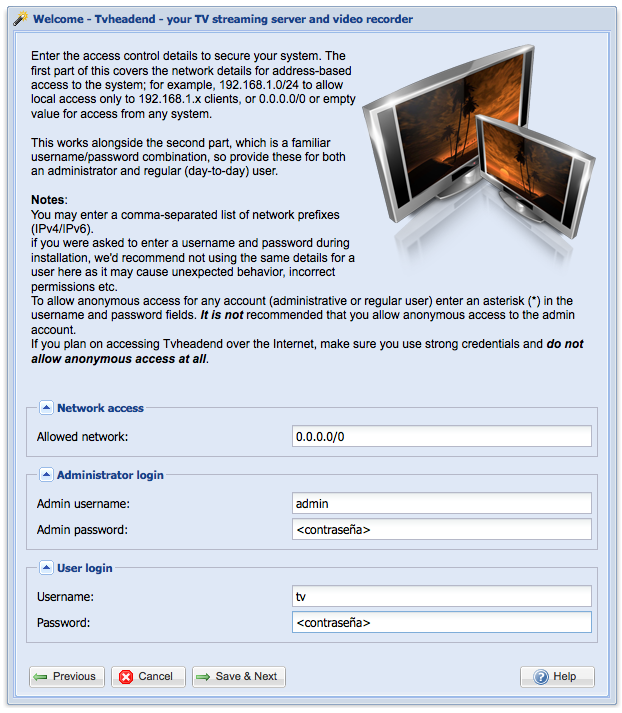 Welcome - Tvheadend - your TV streaming server and video recorder
Enter the access control details to secure your system. The
first part of this covers the network details for address-based
access to the system; for example, 192.168.1.0/24 to allow
local access only to 192.168.1.x clients, or 0.0.0.0/0 or empty
value for access from any system.
This works alongside the second part, which is a familiar
username/password combination, so provide these for both
an administrator and regular (day-to-day) user.
Notes:
You may enter a comma-separated list of network prefixes
(IPv4/IPv6).
if you were asked to enter a username and password during
installation, we'd recommend not using the same details for a
user here as it may cause unexpected behavior, incorrect
permissions etc.
To allow anonymous access for any account (administrative or regular user) enter an asterisk (*) in the
username and password fields. It is not recommended that you allow anonymous access to the admin
account.
If you plan on accessing Tvheadend over the Internet, make sure you use strong credentials and do not
allow anonymous access at all.
Network access
Allowed network: 0.0.0.0/0
Administrator login
Admin username: admin
Admin password: <contraseña>
User login
Username: tv
Password: <contraseña>
Previous Cancel Save & Next Help